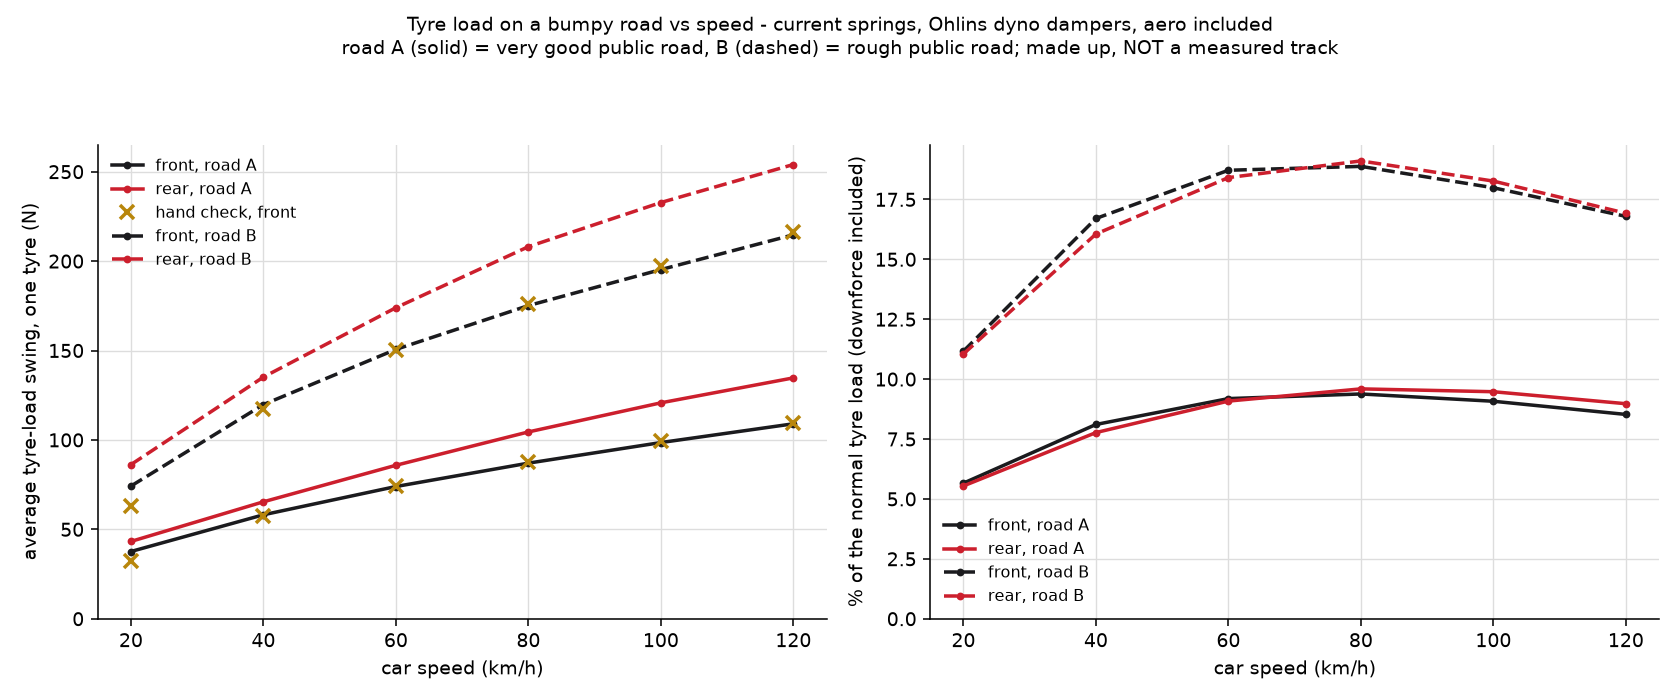 Tyre load on a bumpy road vs speed - current springs, Ohlins dyno dampers, aero included
road A (solid) = very good public road, B (dashed) = rough public road; made up, NOT a measured track
average tyre-load swing, one tyre (N)
250
200
150
100
50
0
front, road A
rear, road A
hand check, front
front, road B
rear, road B
20 40 60 80 100 120
car speed (km/h)
% of the normal tyre load (downforce included)
17.5
15.0
12.5
10.0
7.5
5.0
2.5
0.0
front, road A
rear, road A
front, road B
rear, road B
20 40 60 80 100 120
car speed (km/h)